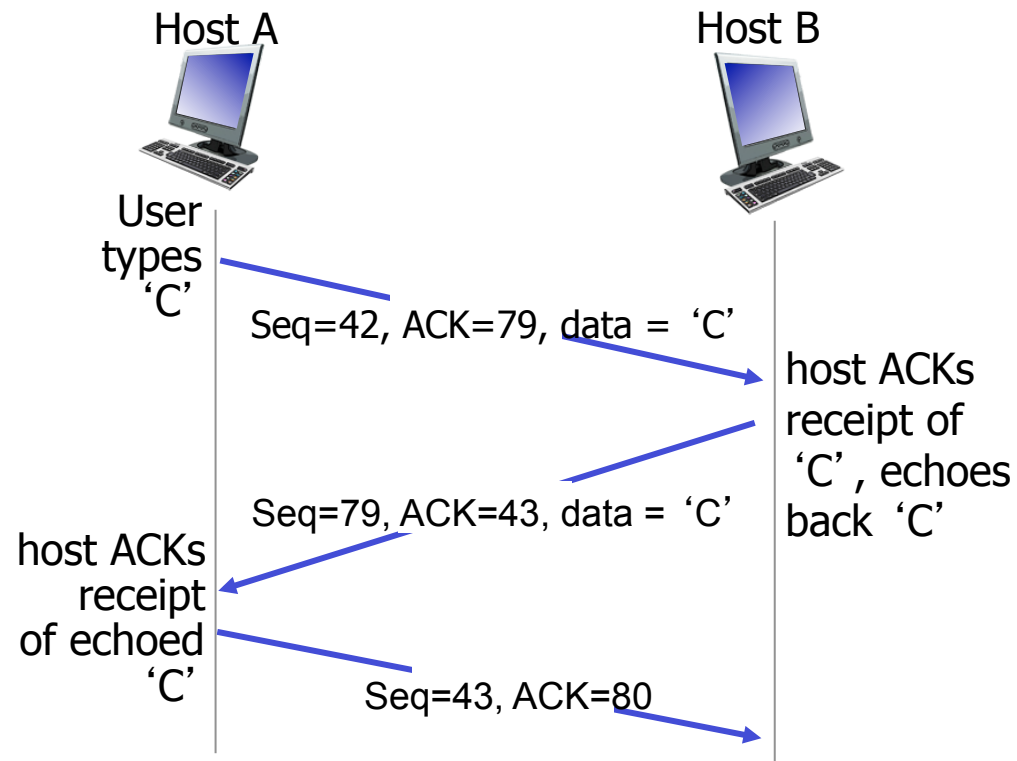 Host A
Host B
User
types
‘C’
Seq=42, ACK=79, data = ‘C’
host ACKs
receipt of
‘C’, echoes
back ‘C’
Seq=79, ACK=43, data = ‘C’
host ACKs
receipt
of echoed
‘C’
Seq=43, ACK=80